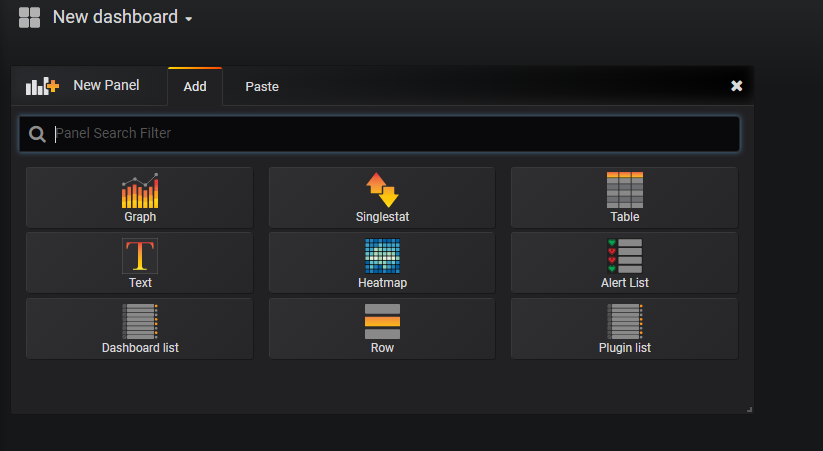 New dashboard
New Panel
Add
Paste
Panel Search Filter
Graph
Singlestat
Table
T
Text
Heatmap
Alert List
Dashboard list
Row
Plugin list